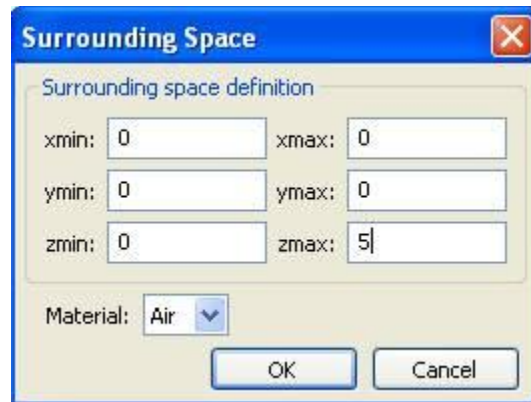 Surrounding Space
Surrounding space definition
xmin: 0 xmax: 0
ymin: 0 ymax: 0
zmin: 0 zmax: 5
Material: Air
OK Cancel